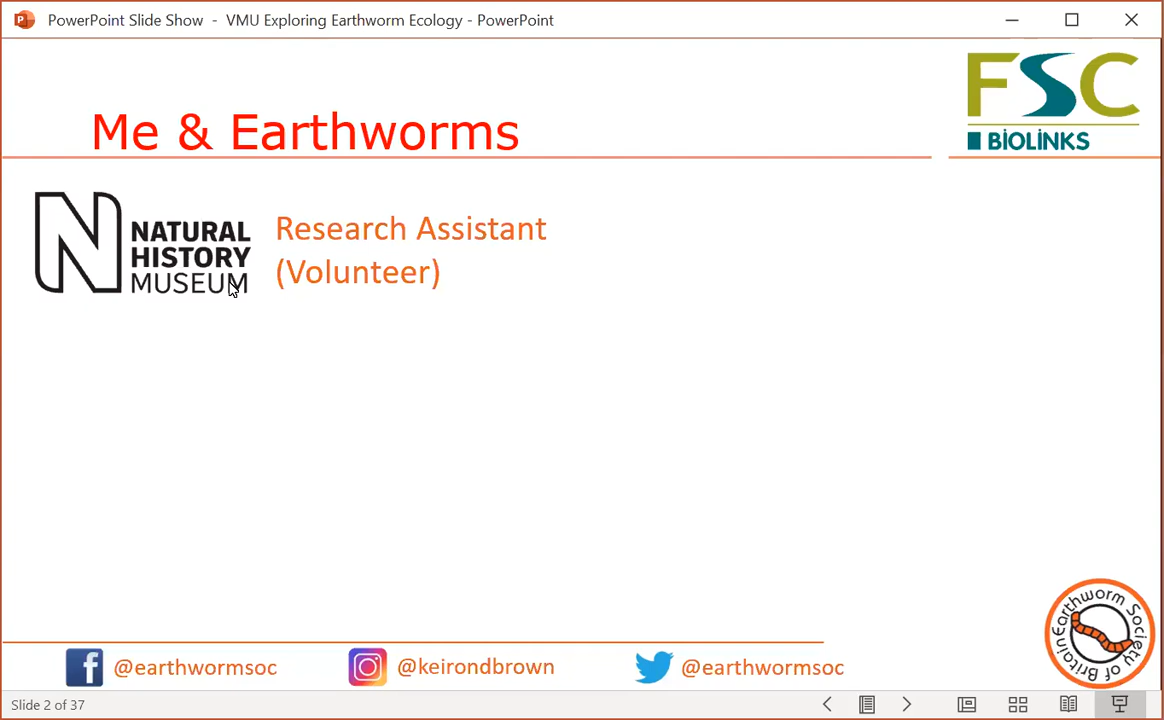 PowerPoint Slide Show - VMU Exploring Earthworm Ecology - PowerPoint
FSC
BIOLINKS
Me & Earthworms
NATURAL
HISTORY
MUSEUM
Research Assistant
(Volunteer)
Earthworm Society of Britain
@earthwormsoc
@keirondbrown
@earthwormsoc
Slide 2 of 37